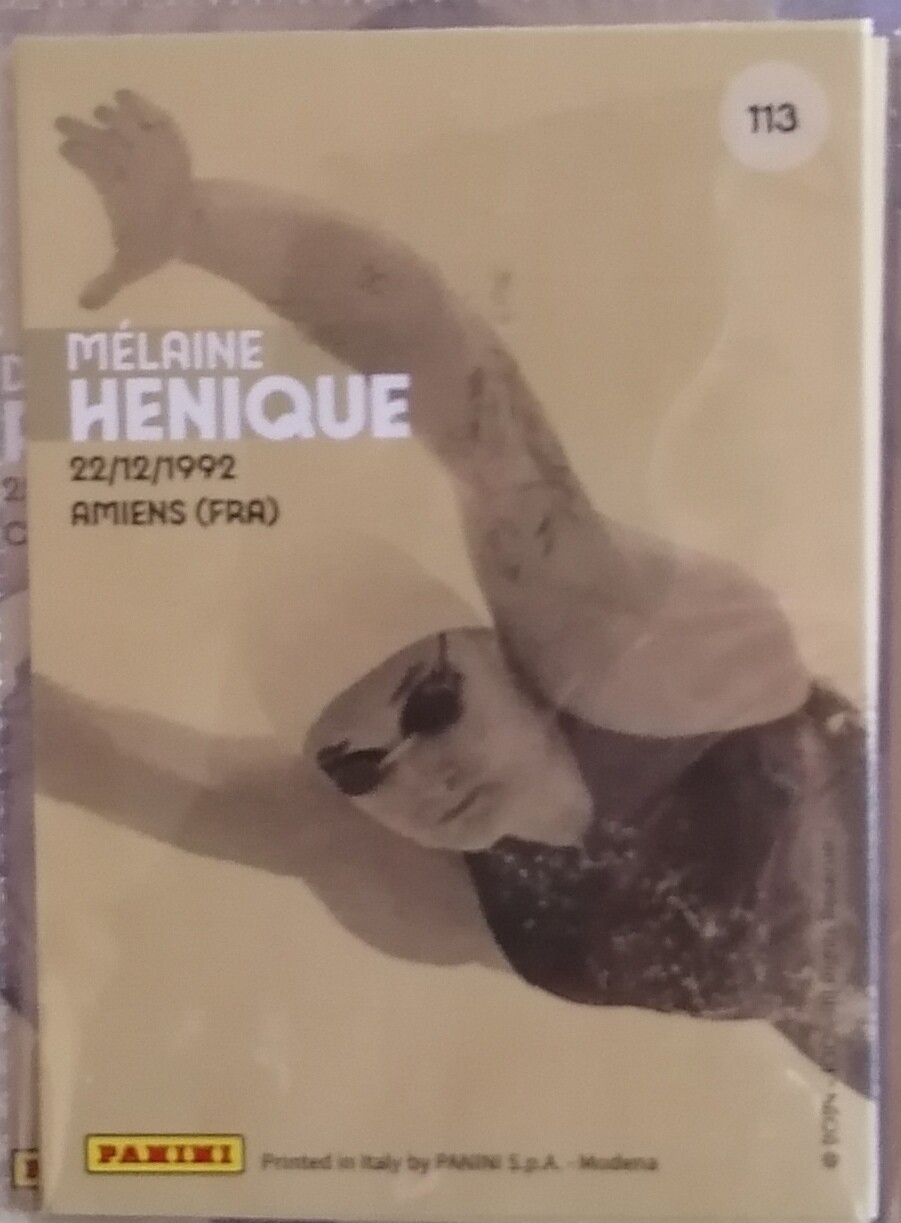 113
MÉLAINE
HENIQUE
22/12/1992
AMIENS (FRA)
PANINI
Printed in Italy by PANINI S.p.A. - Modena